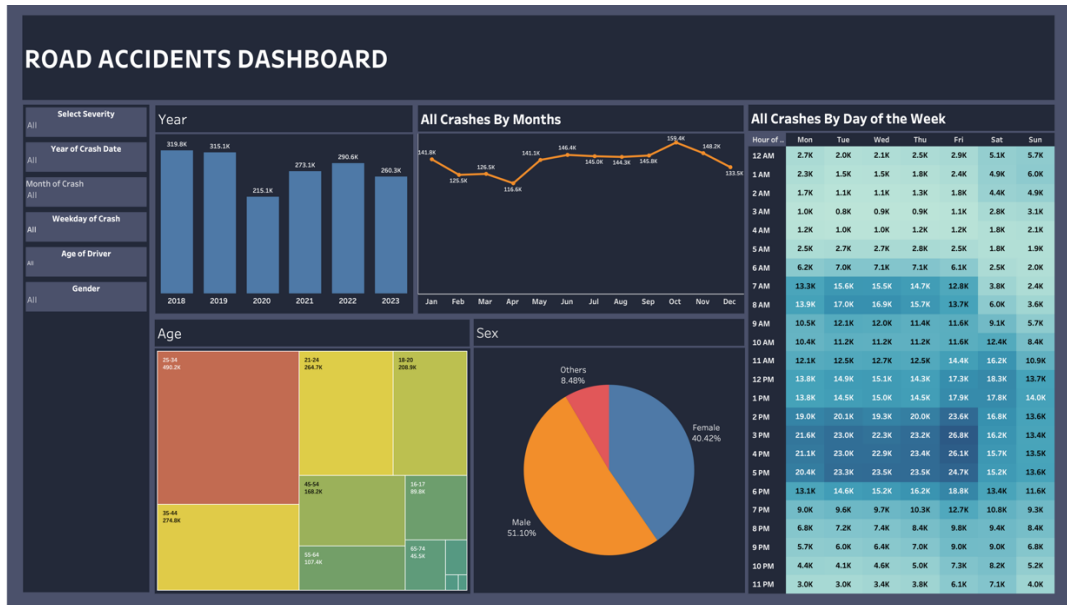 ROAD ACCIDENTS DASHBOARD
Select Severity
All
Year of Crash Date
All
Month of Crash
All
Weekday of Crash
All
Age of Driver
All
Gender
All
Year
319.8K 315.1K 215.1K 273.1K 290.6K 260.3K
2018 2019 2020 2021 2022 2023
All Crashes By Months
141.8K 125.5K 126.5K 116.6K 141.1K 146.4K 145.0K 144.3K 145.8K 159.4K 148.2K 133.5K
Jan Feb Mar Apr May Jun Jul Aug Sep Oct Nov Dec
Age
25-34
490.2K
35-44
274.8K
21-24
264.7K
18-20
208.9K
45-54
168.2K
55-64
107.4K
16-17
89.8K
65-74
45.5K
Sex
Others
8.48%
Female
40.42%
Male
51.10%
All Crashes By Day of the Week
Hour of .. Mon Tue Wed Thu Fri Sat Sun
12 AM 2.7K 2.0K 2.1K 2.5K 2.9K 5.1K 5.7K
1 AM 2.3K 1.5K 1.5K 1.8K 2.4K 4.9K 6.0K
2 AM 1.7K 1.1K 1.1K 1.3K 1.8K 4.4K 4.9K
3 AM 1.0K 0.8K 0.9K 0.9K 1.1K 2.8K 3.1K
4 AM 1.2K 1.0K 1.0K 1.2K 1.2K 1.8K 2.1K
5 AM 2.5K 2.7K 2.7K 2.8K 2.5K 1.8K 1.9K
6 AM 6.2K 7.0K 7.1K 7.1K 6.1K 2.5K 2.0K
7 AM 13.3K 15.6K 15.5K 14.7K 12.8K 3.8K 2.4K
8 AM 13.9K 17.0K 16.9K 15.7K 13.7K 6.0K 3.6K
9 AM 10.5K 12.1K 12.0K 11.4K 11.6K 9.1K 5.7K
10 AM 10.4K 11.2K 11.2K 11.2K 11.6K 12.4K 8.4K
11 AM 12.1K 12.5K 12.7K 12.5K 14.4K 16.2K 10.9K
12 PM 13.8K 14.9K 15.1K 14.3K 17.3K 18.3K 13.7K
1 PM 13.8K 14.5K 15.0K 14.5K 17.9K 17.8K 14.0K
2 PM 19.0K 20.1K 19.3K 20.0K 23.6K 16.8K 13.6K
3 PM 21.6K 23.0K 22.3K 23.2K 26.8K 16.2K 13.4K
4 PM 21.1K 23.0K 22.9K 23.4K 26.1K 15.7K 13.5K
5 PM 20.4K 23.3K 23.5K 23.5K 24.7K 15.2K 13.6K
6 PM 13.1K 14.6K 15.2K 16.2K 18.8K 13.4K 11.6K
7 PM 9.0K 9.6K 9.7K 10.3K 12.7K 10.8K 9.3K
8 PM 6.8K 7.2K 7.4K 8.4K 9.8K 9.4K 8.4K
9 PM 5.7K 6.0K 6.4K 7.0K 9.0K 9.0K 6.8K
10 PM 4.4K 4.1K 4.6K 5.0K 7.3K 8.2K 5.2K
11 PM 3.0K 3.0K 3.4K 3.8K 6.1K 7.1K 4.0K